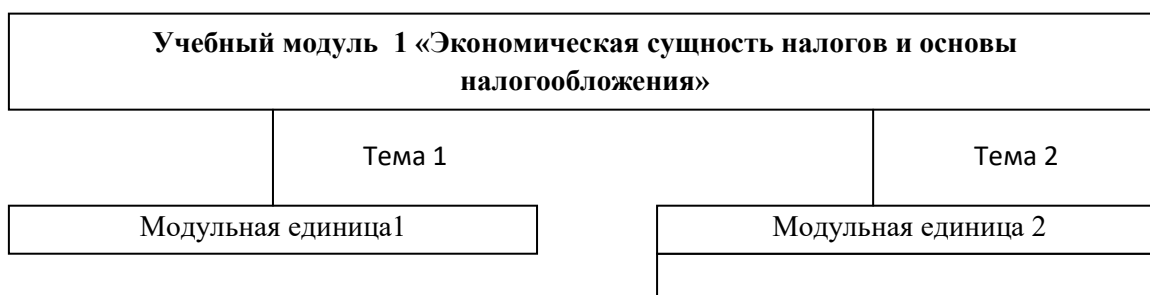 Учебный модуль  1 «Экономическая сущность налогов и основы
налогообложения»
Тема 1
Тема 2
Модульная единица1
Модульная единица 2